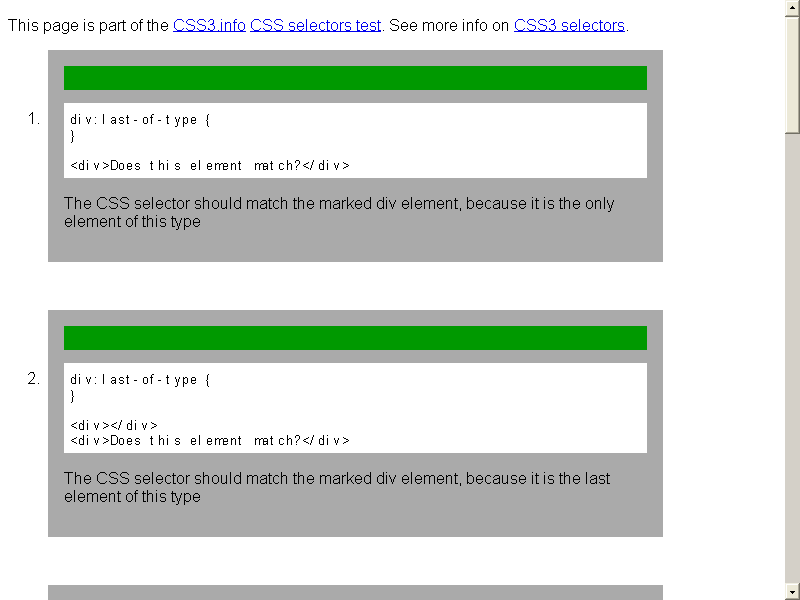 This page is part of the CSS3.info CSS selectors test. See more info on CSS3 selectors.
1.
div:last-of-type {
}
<div>Does this element match?</div>
The CSS selector should match the marked div element, because it is the only
element of this type
2.
div:last-of-type {
}
<div></div>
<div>Does this element match?</div>
The CSS selector should match the marked div element, because it is the last
element of this type